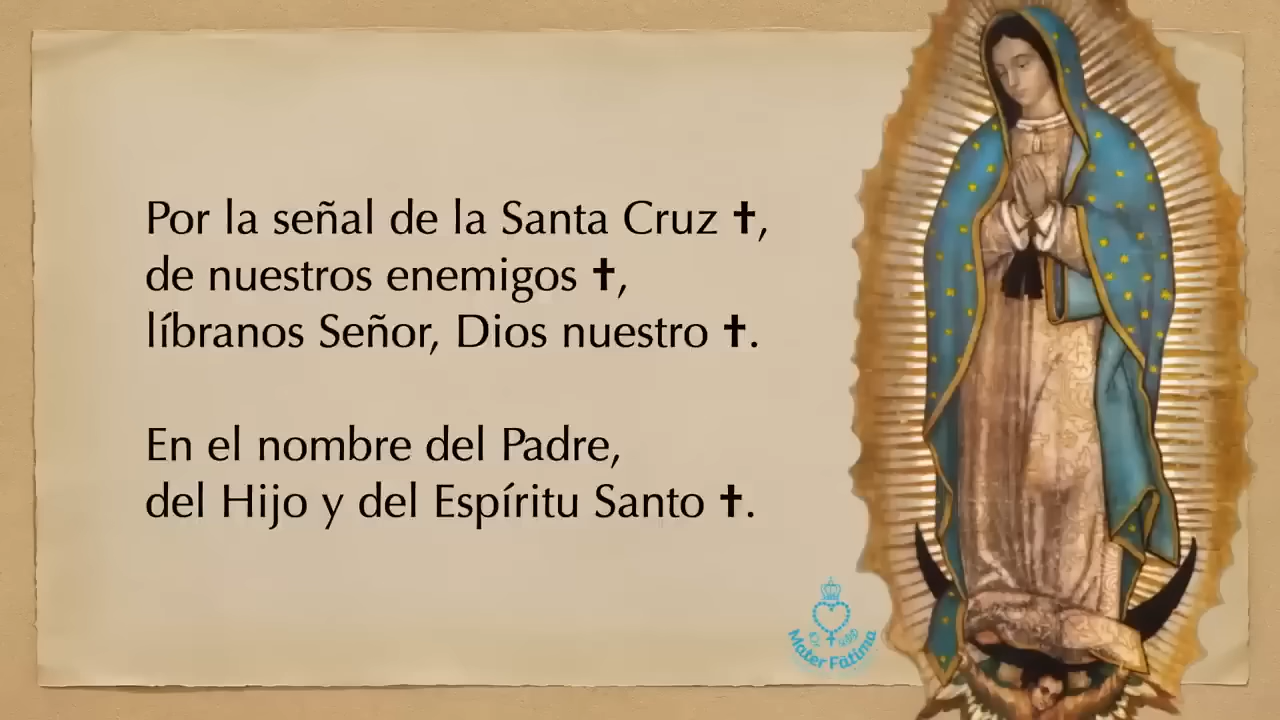 Por la señal de la Santa Cruz ✝,
de nuestros enemigos ✝,
líbranos Señor, Dios nuestro ✝.
En el nombre del Padre,
del Hijo y del Espíritu Santo ✝.
Mater Fátima